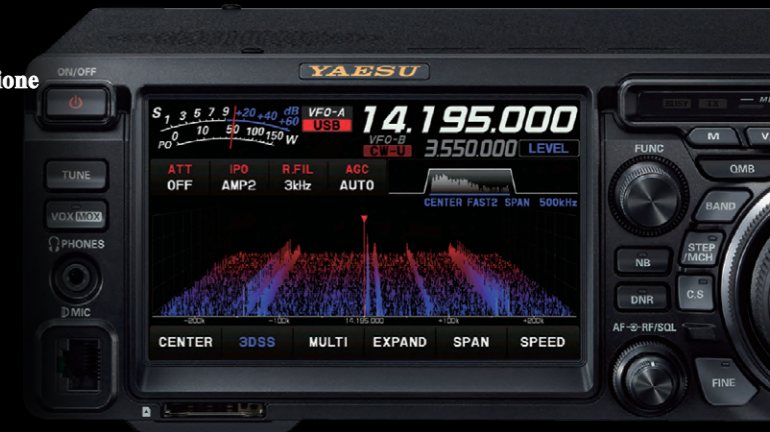 ione
ON/OFF
YAESU
TUNE
VOX MOX
PHONES
MIC
S 1 3 5 7 9 +20 +40 +60 dB
PO 0 10 50 100 150 W
VFO-A
USB
14.195.000
VFO-B
CW-U
3.550.000
LEVEL
ATT IPO R.FIL AGC
OFF AMP2 3kHz AUTO
CENTER FAST2 SPAN 500kHz
-200k -100k 14.195.000 +100k +200k
CENTER 3DSS MULTI EXPAND SPAN SPEED
FUNC
M V
QMB
BAND
STEP
/MCH
NB
C.S
DNR
AF RF/SQL
FINE